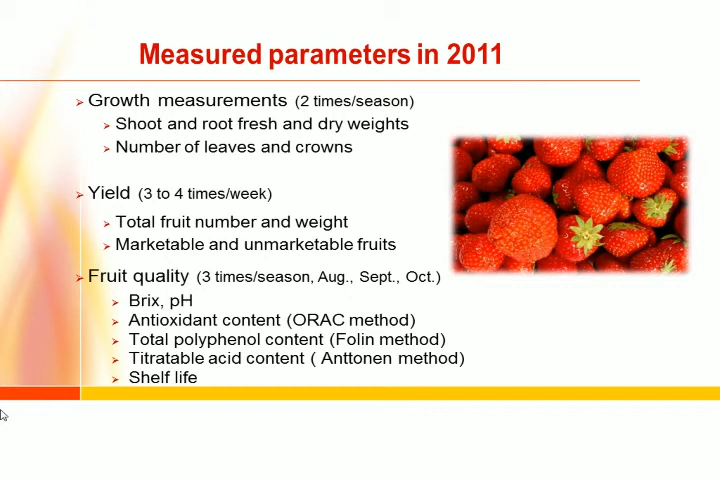 Measured parameters in 2011
Growth measurements (2 times/season)
Shoot and root fresh and dry weights
Number of leaves and crowns
Yield (3 to 4 times/week)
Total fruit number and weight
Marketable and unmarketable fruits
Fruit quality (3 times/season, Aug., Sept., Oct.)
Brix, pH
Antioxidant content (ORAC method)
Total polyphenol content (Folin method)
Titratable acid content ( Anttonen method)
Shelf life